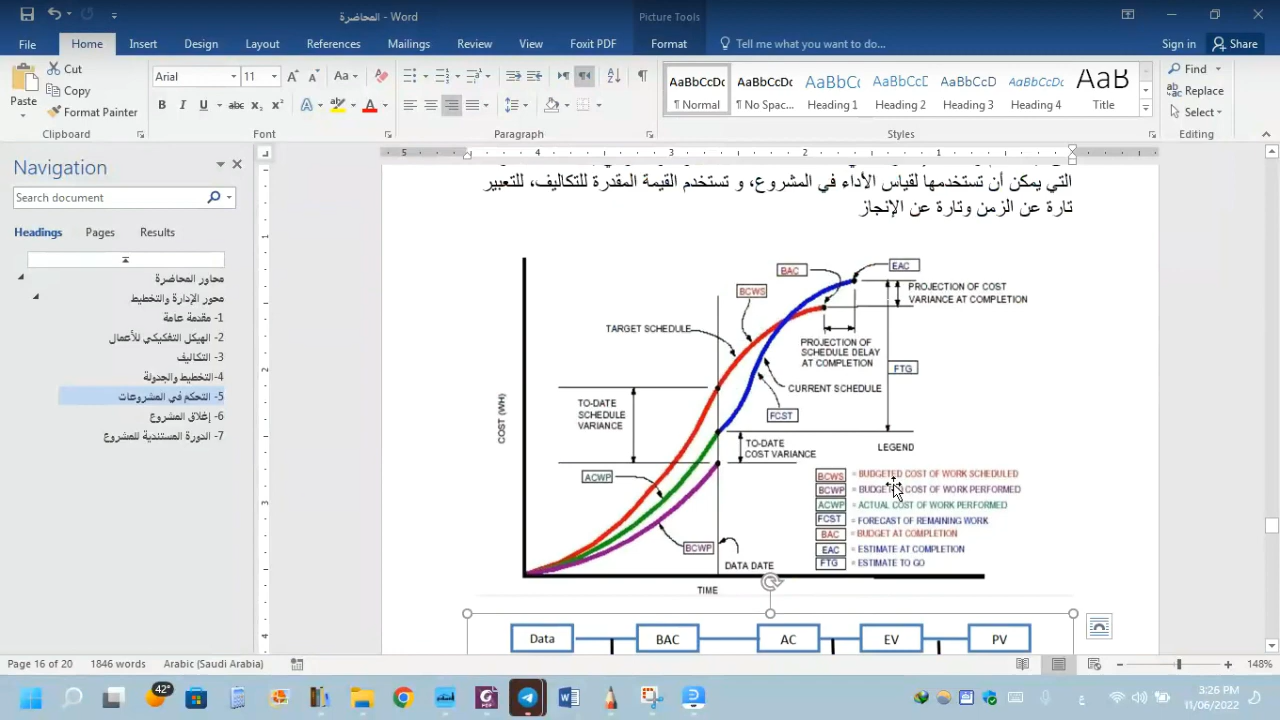 المحاضرة - Word
Picture Tools
Sign in
Share
File
Home
Insert
Design
Layout
References
Mailings
Review
View
Foxit PDF
Format
Tell me what you want to do...
Paste
Cut
Copy
Format Painter
Clipboard
Arial
11
Font
Paragraph
AaBbCcDc
¶ Normal
AaBbCcDc
¶ No Spac...
AaBbCc
Heading 1
AaBbCcD
Heading 2
AaBbCcD
Heading 3
AaBbCcD
Heading 4
AaB
Title
Styles
Find
Replace
Select
Editing
Navigation
Search document
Headings
Pages
Results
محاور المحاضرة
محور الإدارة والتخطيط
1- مقدمة عامة
2- الهيكل التفكيكي للأعمال
3- التكاليف
4-التخطيط والجدولة
5- التحكم في المشروعات
6- إغلاق المشروع
7- الدورة المستندية للمشروع
التي يمكن أن تستخدمها لقياس الأداء في المشروع، و تستخدم القيمة المقدرة للتكاليف، للتعبير
تارة عن الزمن وتارة عن الإنجاز
EAC
BAC
BCWS
PROJECTION OF COST
VARIANCE AT COMPLETION
TARGET SCHEDULE
PROJECTION OF
SCHEDULE DELAY
AT COMPLETION
FTG
CURRENT SCHEDULE
FCST
TO-DATE
SCHEDULE
VARIANCE
COST (WH)
TO-DATE
COST VARIANCE
LEGEND
ACWP
BCWP
DATA DATE
TIME
BCWS = BUDGETED COST OF WORK SCHEDULED
BCWP = BUDGETED COST OF WORK PERFORMED
ACWP = ACTUAL COST OF WORK PERFORMED
FCST = FORECAST OF REMAINING WORK
BAC = BUDGET AT COMPLETION
EAC = ESTIMATE AT COMPLETION
FTG = ESTIMATE TO GO
Data
BAC
AC
EV
PV
Page 16 of 20
1846 words
Arabic (Saudi Arabia)
148%
42°
3:26 PM
11/06/2022